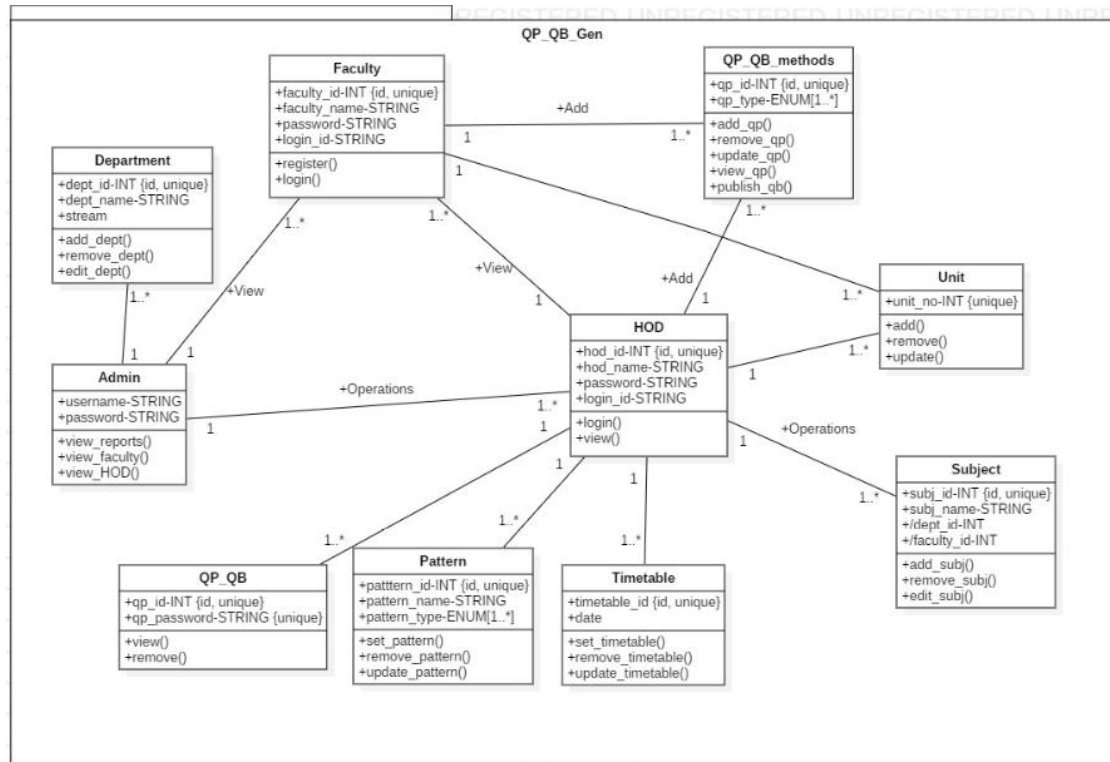 REGISTERED UNREGISTERED UNREGISTERED UNRE
QP_QB_Gen
Faculty
+faculty_id-INT {id, unique}
+faculty_name-STRING
+password-STRING
+login_id-STRING
+register()
+login()
QP_QB_methods
+qp_id-INT {id, unique}
+qp_type-ENUM[1..*]
+add_qp()
+remove_qp()
+update_qp()
+view_qp()
+publish_qb()
+Add
1
1..*
Department
+dept_id-INT {id, unique}
+dept_name-STRING
+stream
+add_dept()
+remove_dept()
+edit_dept()
1
1..*
1..*
1..*
+View
+View
+Add
1..*
1..*
1
1
1
1
Unit
+unit_no-INT {unique}
+add()
+remove()
+update()
HOD
+hod_id-INT {id, unique}
+hod_name-STRING
+password-STRING
+login_id-STRING
+login()
+view()
1..*
1
Admin
+username-STRING
+password-STRING
+view_reports()
+view_faculty()
+view_HOD()
+Operations
1
1..*
1
1
1
1
+Operations
1..*
Subject
+subj_id-INT {id, unique}
+subj_name-STRING
+/dept_id-INT
+/faculty_id-INT
+add_subj()
+remove_subj()
+edit_subj()
1..*
1..*
1..*
QP_QB
+qp_id-INT {id, unique}
+qp_password-STRING {unique}
+view()
+remove()
Pattern
+patttern_id-INT {id, unique}
+pattern_name-STRING
+pattern_type-ENUM[1..*]
+set_pattern()
+remove_pattern()
+update_pattern()
Timetable
+timetable_id {id, unique}
+date
+set_timetable()
+remove_timetable()
+update_timetable()